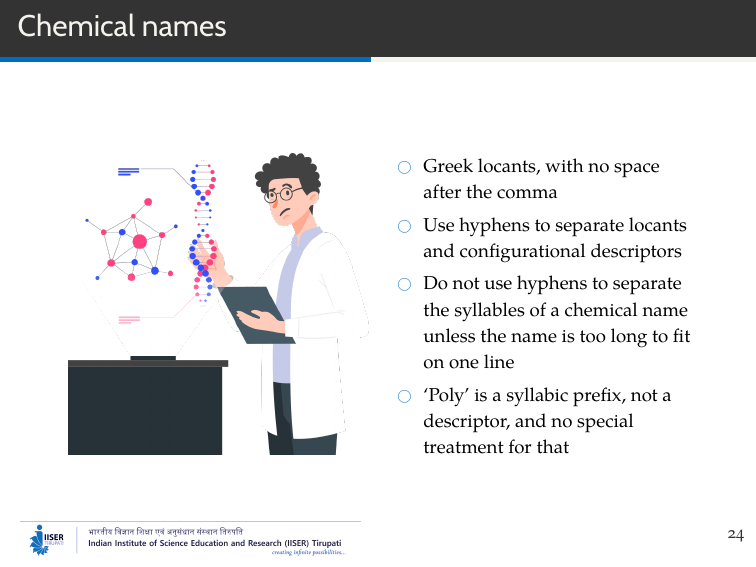 Chemical names
Greek locants, with no space
after the comma
Use hyphens to separate locants
and configurational descriptors
Do not use hyphens to separate
the syllables of a chemical name
unless the name is too long to fit
on one line
‘Poly’ is a syllabic prefix, not a
descriptor, and no special
treatment for that
IISER
TIRUPATI
भारतीय विज्ञान शिक्षा एवं अनुसंधान संस्थान तिरुपति
Indian Institute of Science Education and Research (IISER) Tirupati
creating infinite possibilities...
24